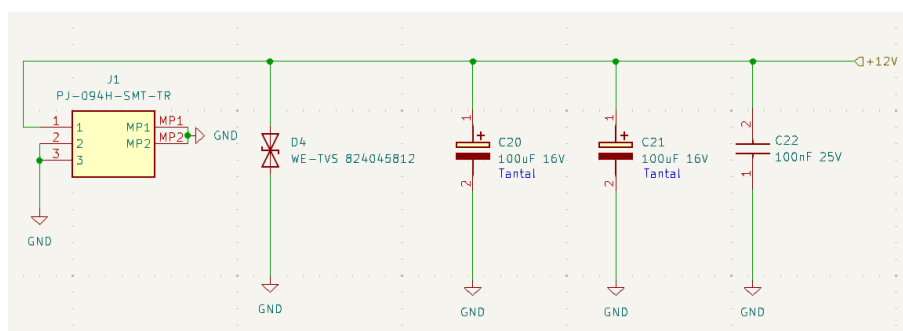 +12V
J1
PJ-094H-SMT-TR
1 1 MP1 MP1
2 2 MP2 MP2
3 3
GND
GND
D4
WE-TVS 824045812
GND
1
C20
100uF 16V
Tantal
2
GND
1
C21
100uF 16V
Tantal
2
GND
2
C22
100nF 25V
1
GND